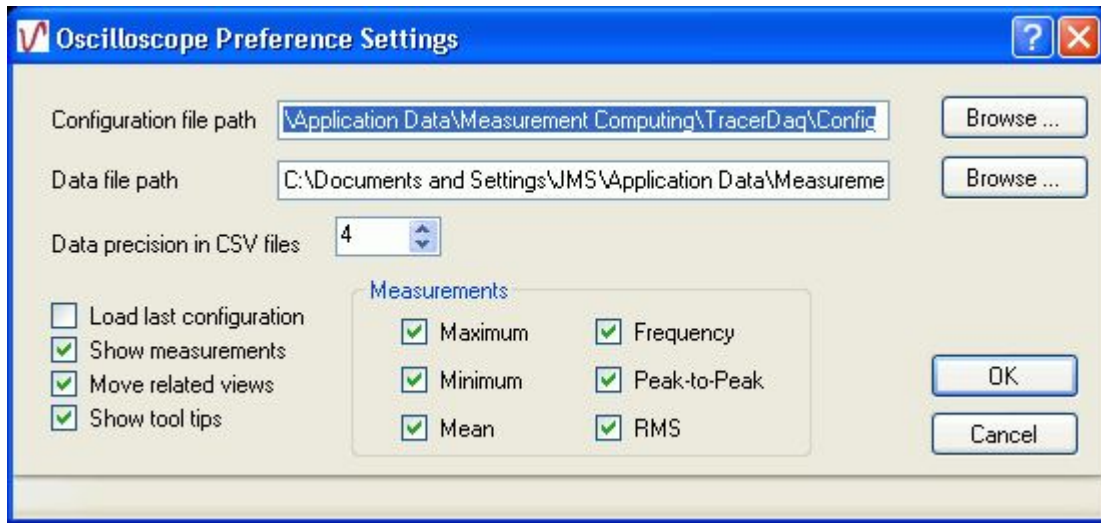 Oscilloscope Preference Settings
Configuration file path \Application Data\Measurement Computing\TracerDaq\Config Browse ...
Data file path C:\Documents and Settings\JMS\Application Data\Measureme Browse ...
Data precision in CSV files 4
Load last configuration
Show measurements
Move related views
Show tool tips
Measurements
Maximum Frequency
Minimum Peak-to-Peak
Mean RMS
OK
Cancel